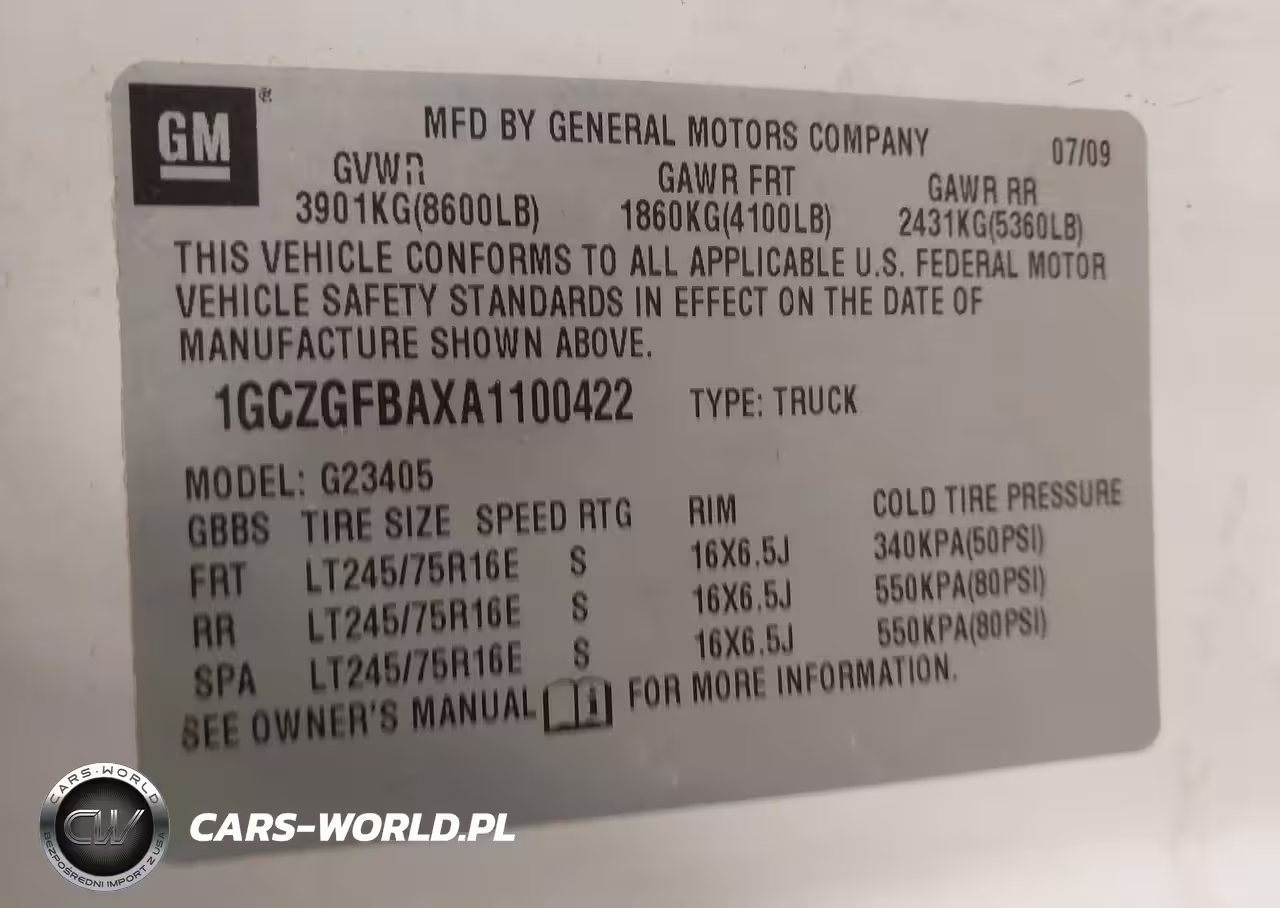 GM®
MFD BY GENERAL MOTORS COMPANY 07/09
GVWR GAWR FRT GAWR RR
3901KG(8600LB) 1860KG(4100LB) 2431KG(5360LB)
THIS VEHICLE CONFORMS TO ALL APPLICABLE U.S. FEDERAL MOTOR
VEHICLE SAFETY STANDARDS IN EFFECT ON THE DATE OF
MANUFACTURE SHOWN ABOVE.
1GCZGFBAXA1100422 TYPE: TRUCK
MODEL: G23405
GBBS TIRE SIZE SPEED RTG RIM COLD TIRE PRESSURE
FRT LT245/75R16E S 16X6.5J 340KPA(50PSI)
RR LT245/75R16E S 16X6.5J 550KPA(80PSI)
SPA LT245/75R16E S 16X6.5J 550KPA(80PSI)
SEE OWNER'S MANUAL FOR MORE INFORMATION.
CARS-WORLD
CW
BEZPOŚREDNI IMPORT Z USA
CARS-WORLD.PL